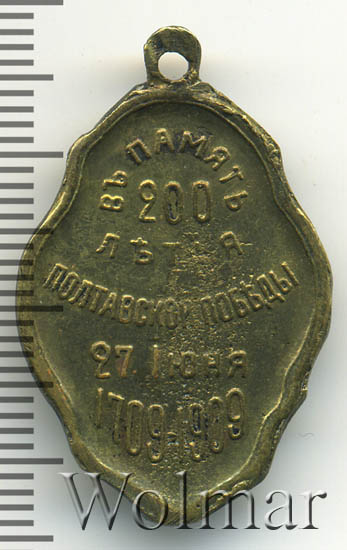 ВЪ ПАМЯТЬ
200
ЛѢТІЯ
ПОЛТАВСКОЙ ПОБѢДЫ
27 ІЮНЯ
1709-1909
Wolmar